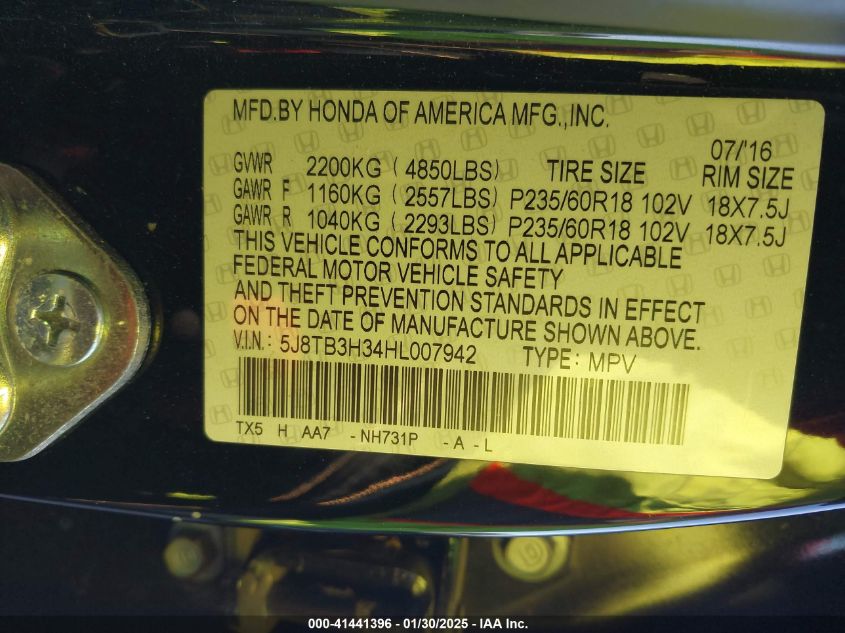 MFD.BY HONDA OF AMERICA MFG.,INC.
07/'16
GVWR 2200KG (4850LBS) TIRE SIZE RIM SIZE
GAWR F 1160KG (2557LBS) P235/60R18 102V 18X7.5J
GAWR R 1040KG (2293LBS) P235/60R18 102V 18X7.5J
THIS VEHICLE CONFORMS TO ALL APPLICABLE
FEDERAL MOTOR VEHICLE SAFETY
AND THEFT PREVENTION STANDARDS IN EFFECT
ON THE DATE OF MANUFACTURE SHOWN ABOVE.
V.I.N.: 5J8TB3H34HL007942 TYPE: MPV
TX5 H AA7 -NH731P -A -L
000-41441396 — 01/30/2025 — IAA Inc.